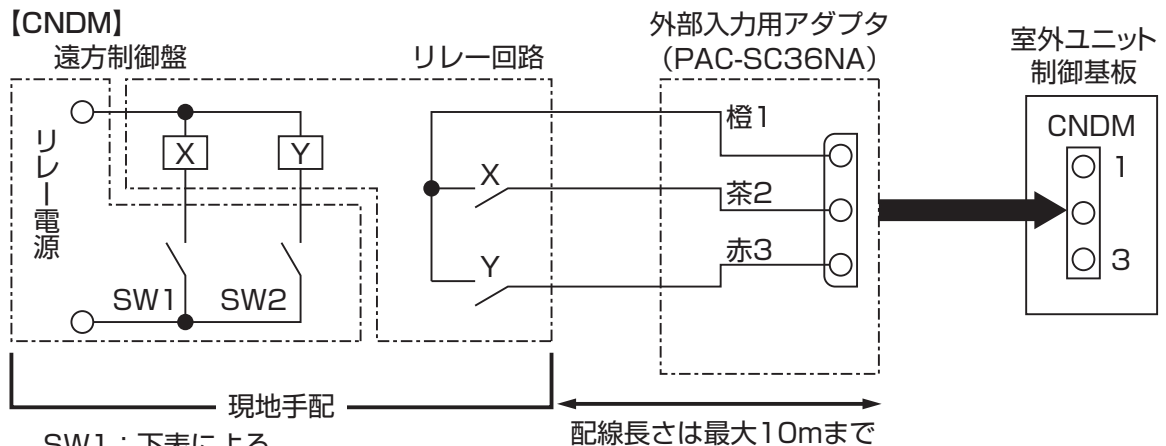 【CNDM】
遠方制御盤
リレー回路
外部入力用アダプタ
(PAC-SC36NA)
室外ユニット
制御基板
リレー電源
X
Y
SW1
SW2
X
Y
橙1
茶2
赤3
CNDM
1
3
現地手配
配線長さは最大10mまで
SW1：下表による